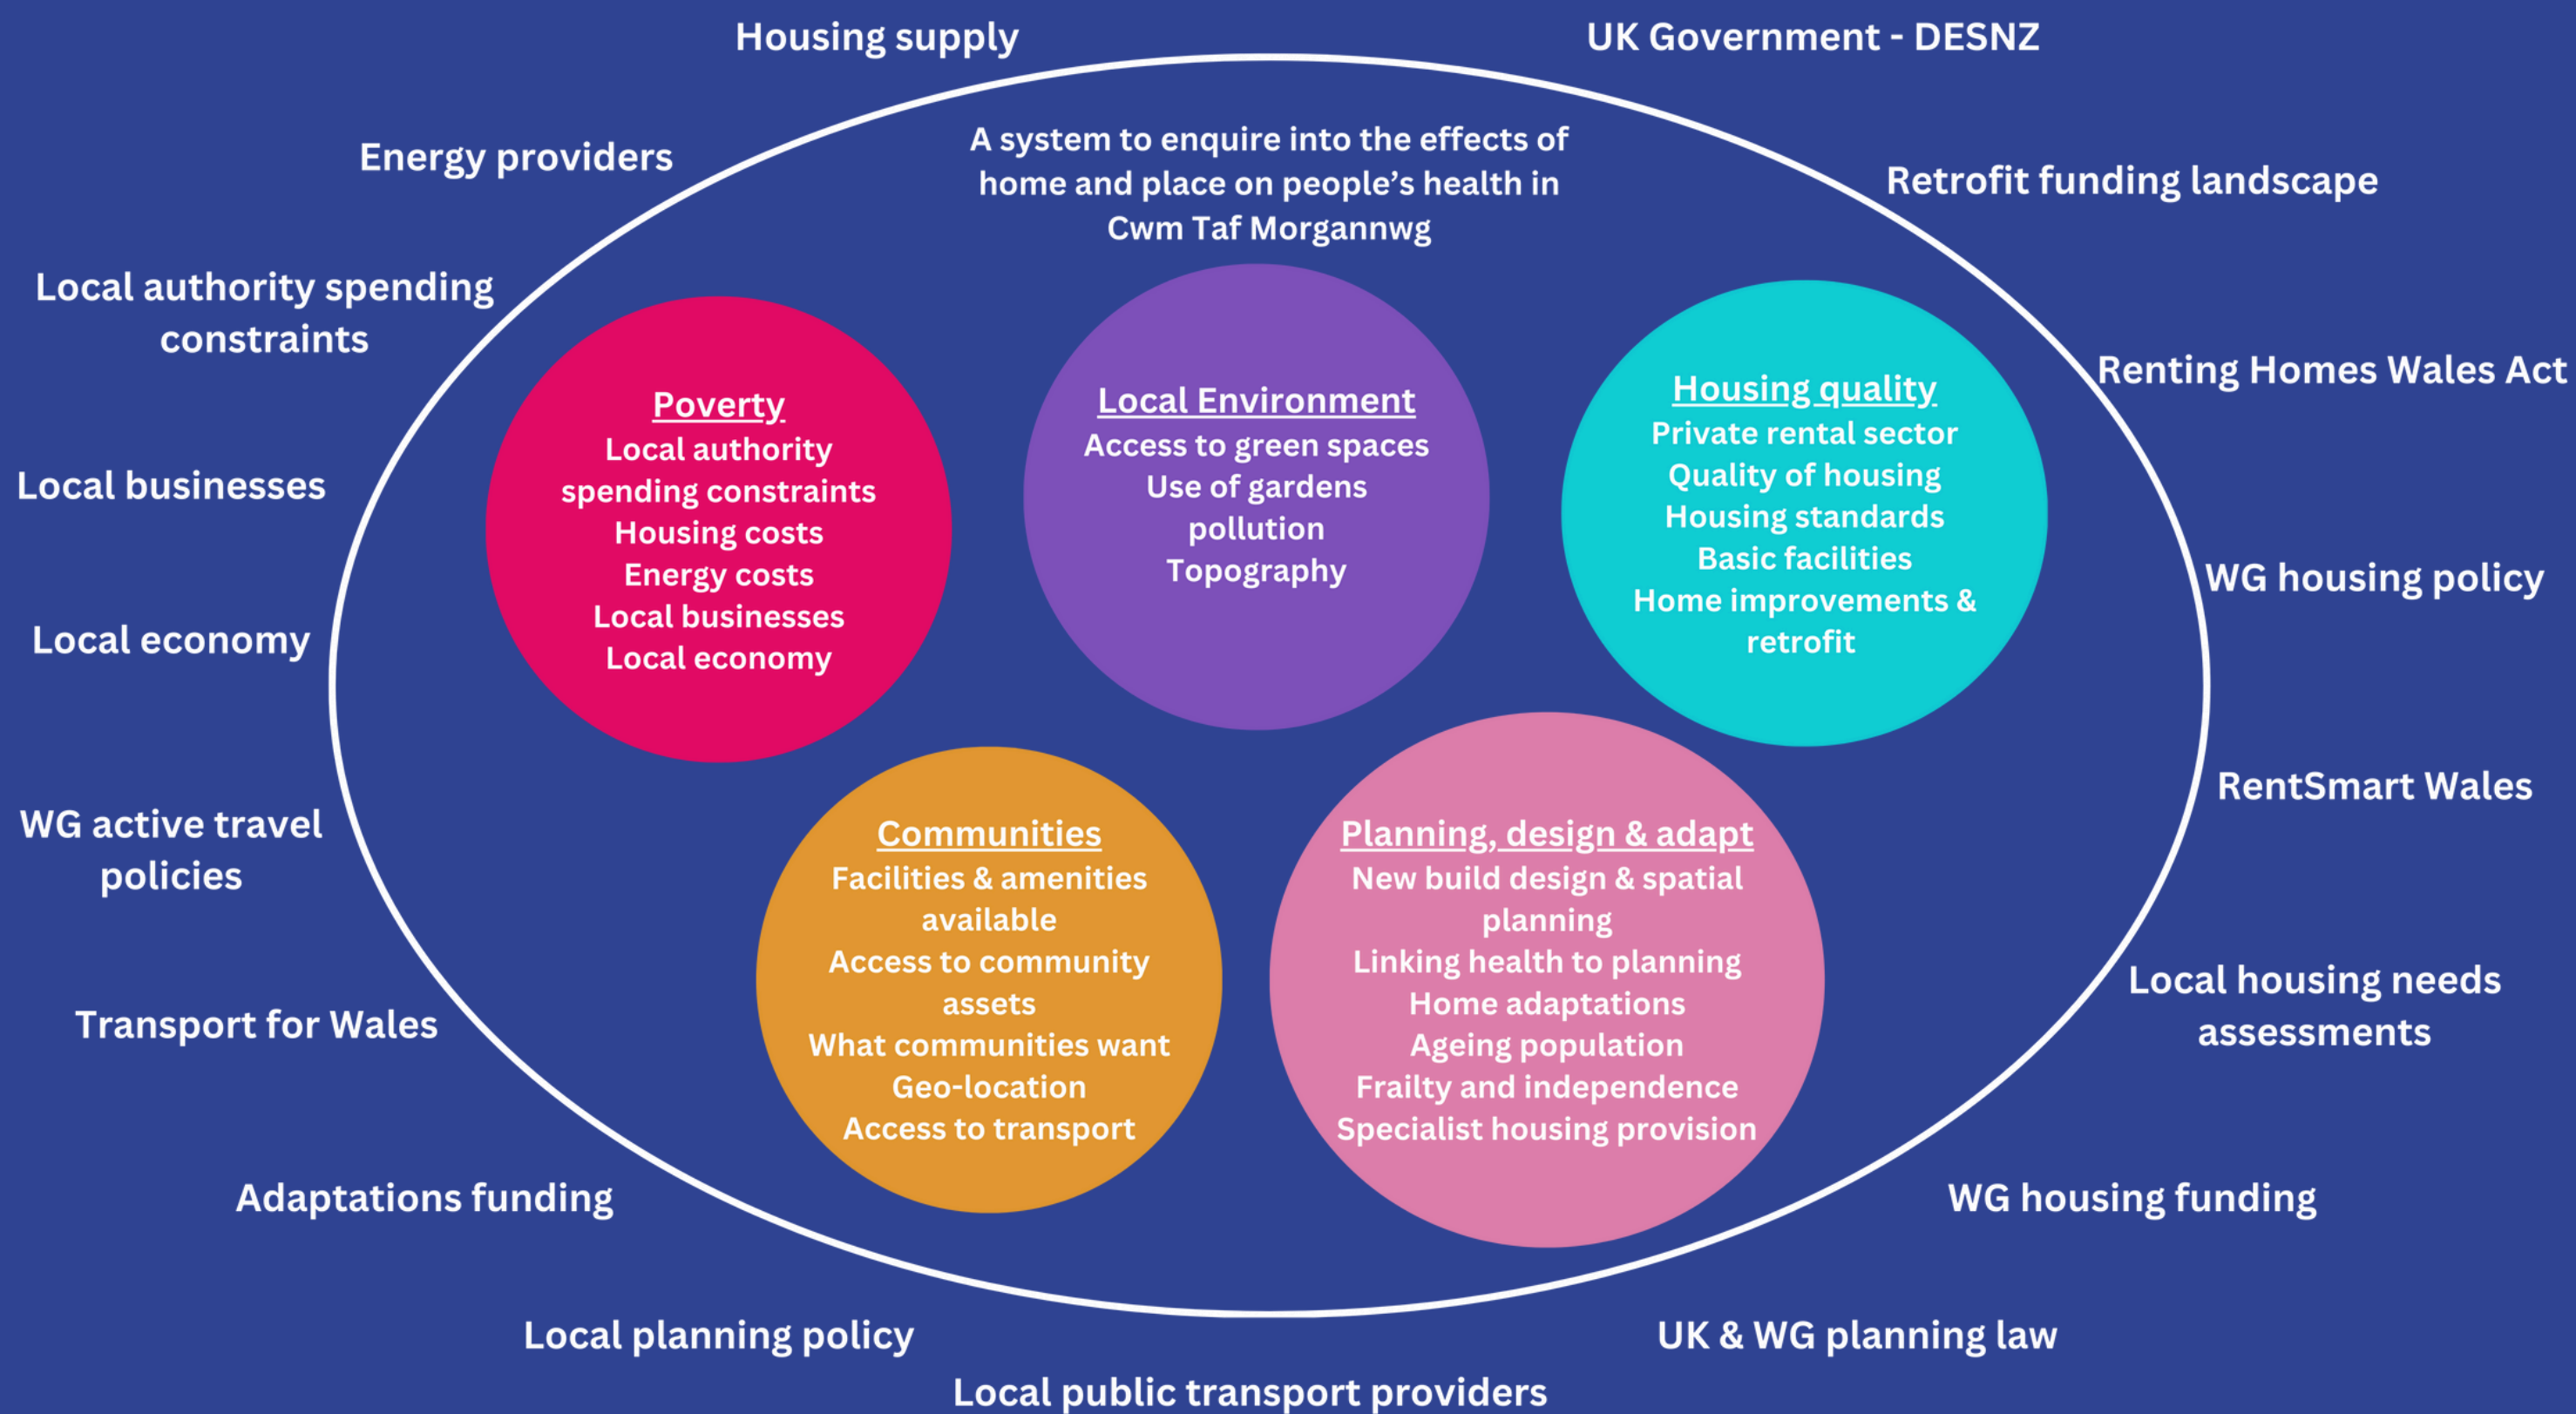 Housing supply
UK Government - DESNZ
Energy providers
A system to enquire into the effects of
home and place on people’s health in
Cwm Taf Morgannwg
Retrofit funding landscape
Local authority spending
constraints
Renting Homes Wales Act
Local businesses
WG housing policy
Local economy
RentSmart Wales
WG active travel
policies
Local housing needs
assessments
Transport for Wales
Adaptations funding
WG housing funding
Local planning policy
UK & WG planning law
Local public transport providers
Poverty
Local authority
spending constraints
Housing costs
Energy costs
Local businesses
Local economy
Local Environment
Access to green spaces
Use of gardens
pollution
Topography
Housing quality
Private rental sector
Quality of housing
Housing standards
Basic facilities
Home improvements &
retrofit
Communities
Facilities & amenities
available
Access to community
assets
What communities want
Geo-location
Access to transport
Planning, design & adapt
New build design & spatial
planning
Linking health to planning
Home adaptations
Ageing population
Frailty and independence
Specialist housing provision